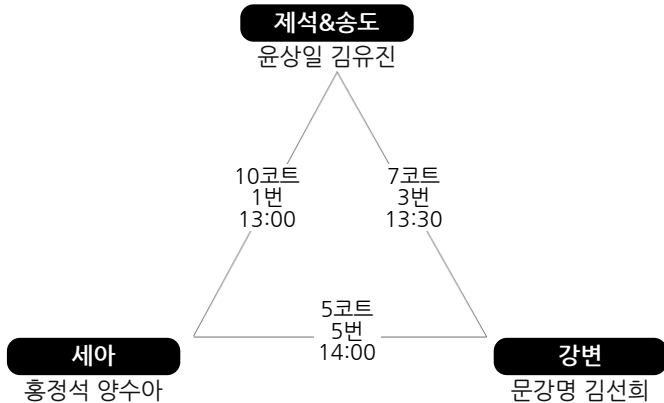 제석&송도
윤상일 김유진
10코트
1번
13:00
7코트
3번
13:30
5코트
5번
14:00
세아
홍정석 양수아
강변
문강명 김선희